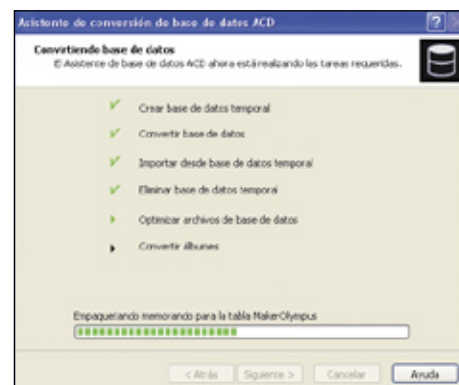 Asistente de conversión de base de datos ACD
Convirtiendo base de datos
El Asistente de base de datos ACD ahora está realizando las tareas requeridas.
Crear base de datos temporal
Convertir base de datos
Importar desde base de datos temporal
Eliminar base de datos temporal
Optimizar archivos de base de datos
Convertir álbumes
Empaquetando memorando para la tabla MakerOlympus
< Atrás
Siguiente >
Cancelar
Ayuda